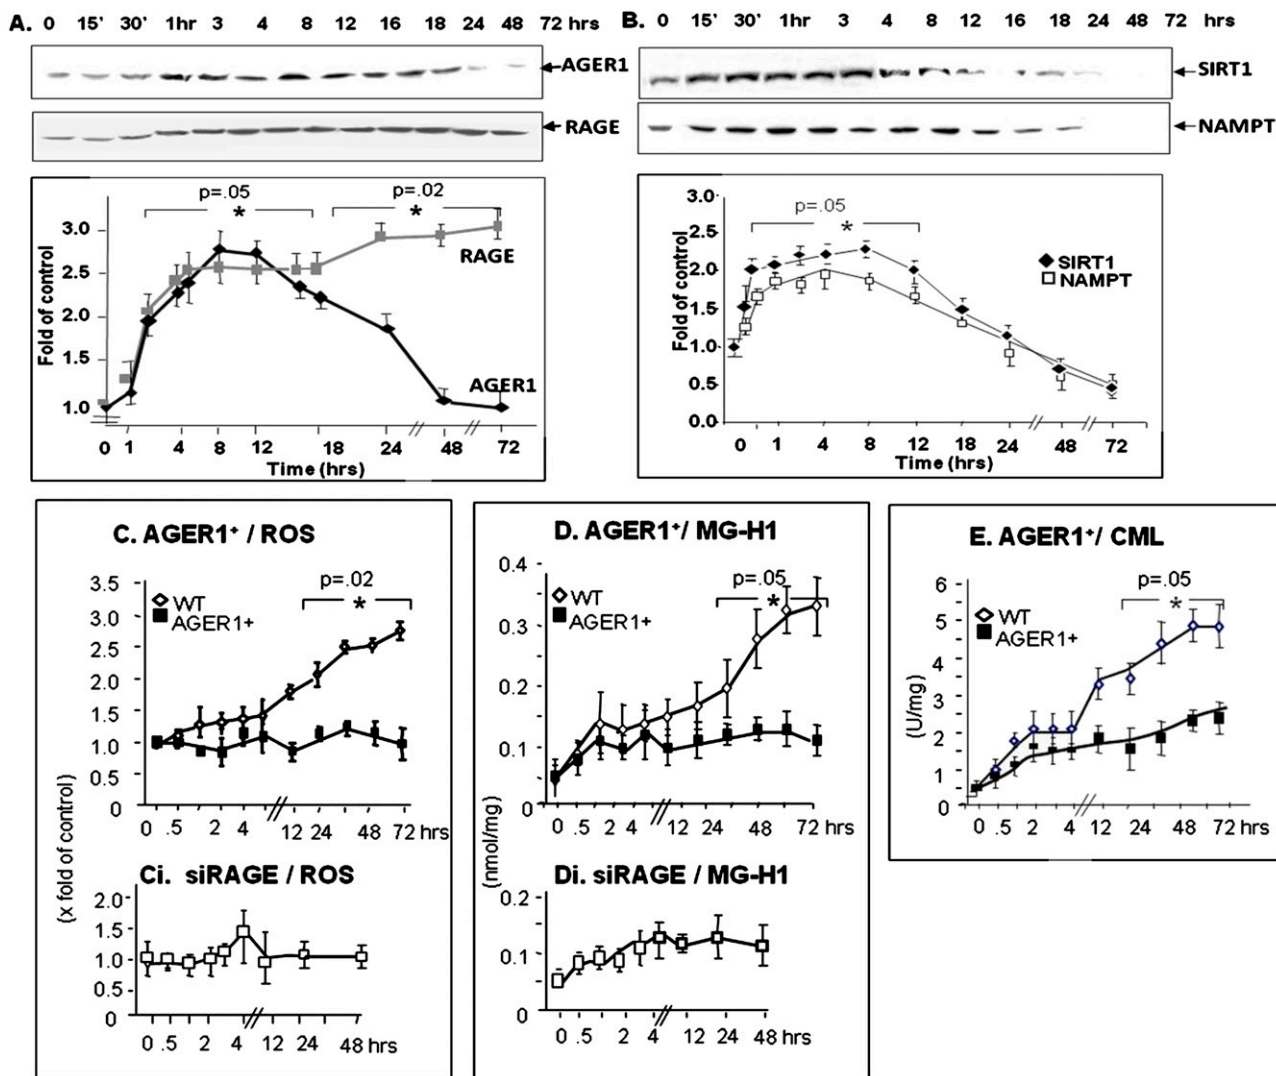 A. 0 15' 30' 1hr 3 4 8 12 16 18 24 48 72 hrs
AGER1
RAGE
p=.05
*
p=.02
*
3.0
2.5
2.0
1.5
1.0
Fold of control
RAGE
AGER1
0 1 4 8 12 18 24 48 72
Time (hrs)
B. 0 15' 30' 1hr 3 4 8 12 16 18 24 48 72 hrs
SIRT1
NAMPT
p=.05
*
3.0
2.5
2.0
1.5
1.0
0.5
0.0
Fold of control
SIRT1
NAMPT
0 1 4 8 12 18 24 48 72
Time (hrs)
C. AGER1+ / ROS
p=.02
*
WT
AGER1+
3.5
3.0
2.5
2.0
1.5
1.0
0.5
0
0 .5 2 4 12 24 48 72 hrs
(x fold of control)
Ci. siRAGE / ROS
2.0
1.5
1.0
0.5
0
0 .5 2 4 12 24 48 hrs
D. AGER1+/ MG-H1
p=.05
*
WT
AGER1+
0.4
0.3
0.2
0.1
0
0 .5 2 4 12 24 48 72 hrs
(nmol/mg)
Di. siRAGE / MG-H1
0.2
0.1
0
0 .5 2 4 12 24 48 hrs
E. AGER1+/ CML
p=.05
*
WT
AGER1+
6
5
4
3
2
1
0
(U/mg)
0 .5 2 4 12 24 48 72 hrs